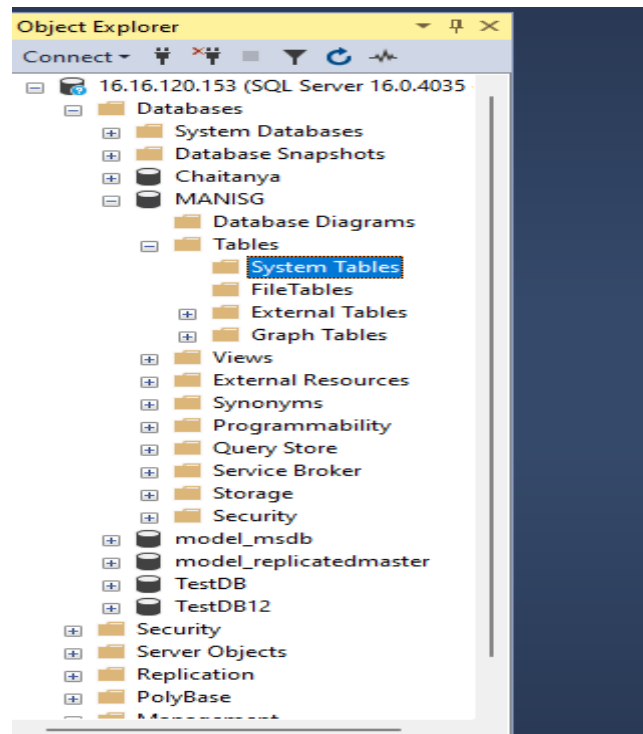 Object Explorer
Connect
16.16.120.153 (SQL Server 16.0.4035
Databases
System Databases
Database Snapshots
Chaitanya
MANISG
Database Diagrams
Tables
System Tables
FileTables
External Tables
Graph Tables
Views
External Resources
Synonyms
Programmability
Query Store
Service Broker
Storage
Security
model_msdb
model_replicatedmaster
TestDB
TestDB12
Security
Server Objects
Replication
PolyBase
Management